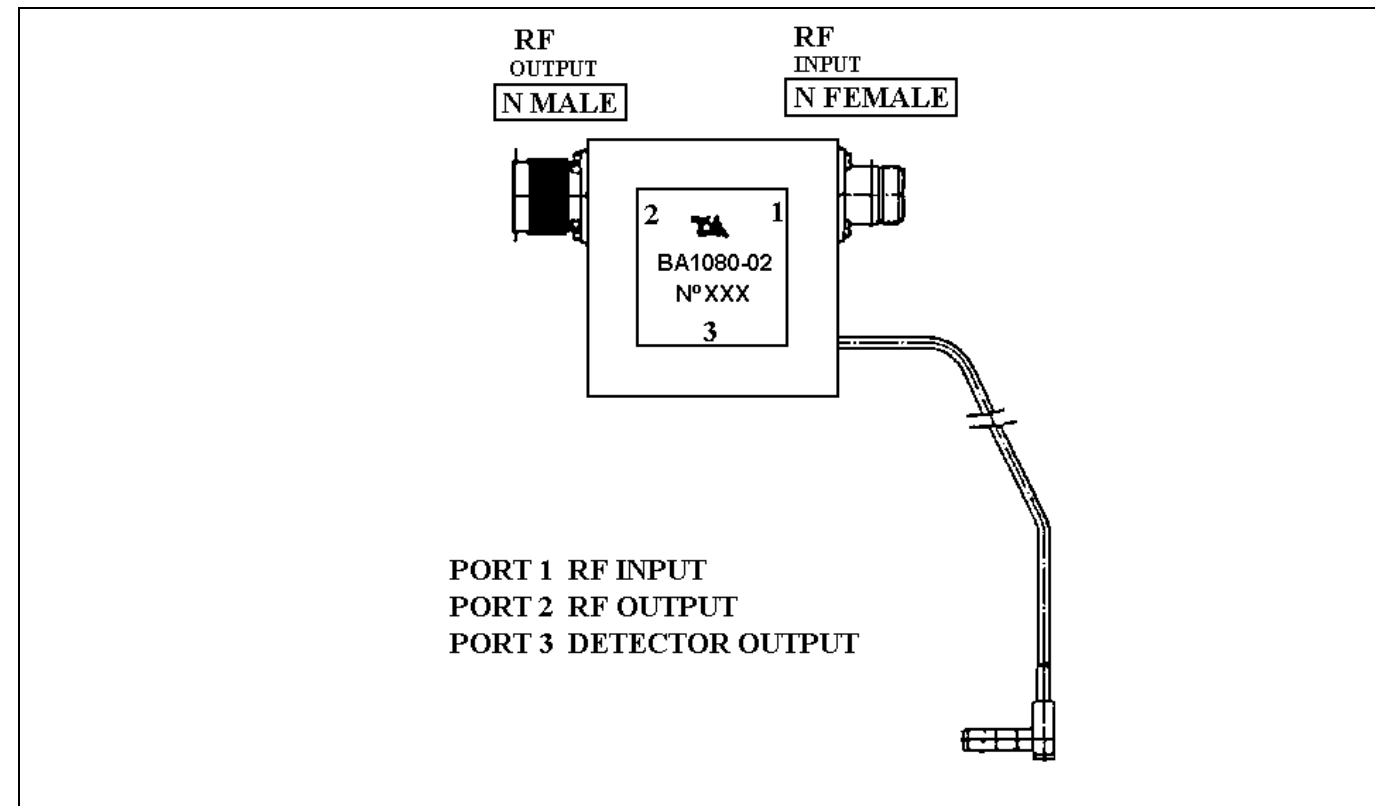 RF
OUTPUT
N MALE
RF
INPUT
N FEMALE
2
1
BA1080-02
NºXXX
3
PORT 1 RF INPUT
PORT 2 RF OUTPUT
PORT 3 DETECTOR OUTPUT